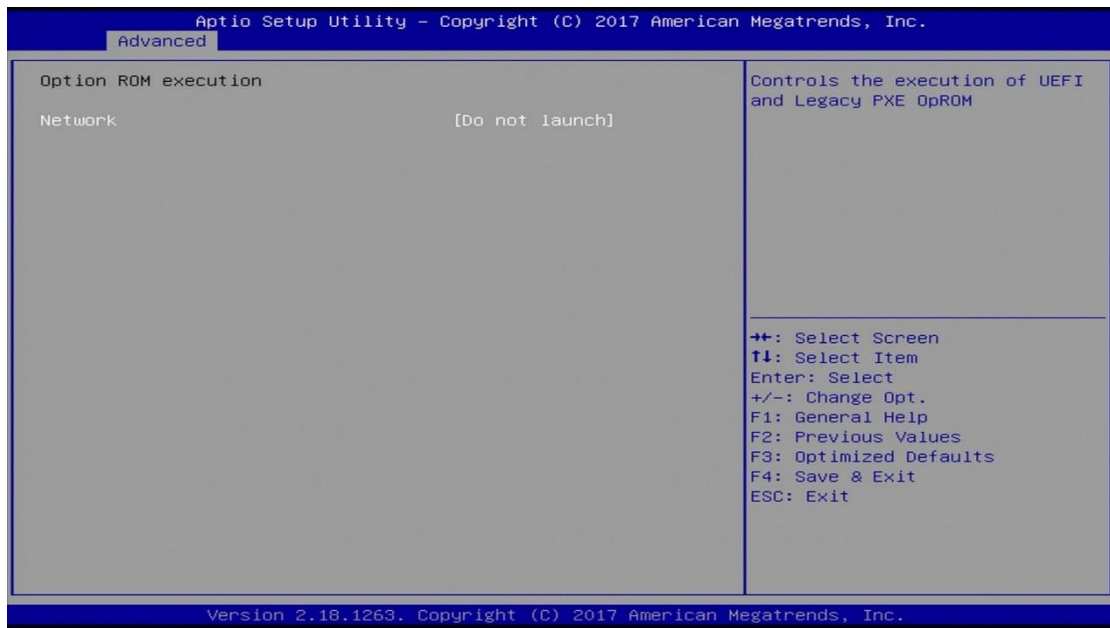 Aptio Setup Utility – Copyright (C) 2017 American Megatrends, Inc.
Advanced
Option ROM execution
Network [Do not launch]
Controls the execution of UEFI
and Legacy PXE OpROM
→←: Select Screen
↑↓: Select Item
Enter: Select
+/-: Change Opt.
F1: General Help
F2: Previous Values
F3: Optimized Defaults
F4: Save & Exit
ESC: Exit
Version 2.18.1263. Copyright (C) 2017 American Megatrends, Inc.